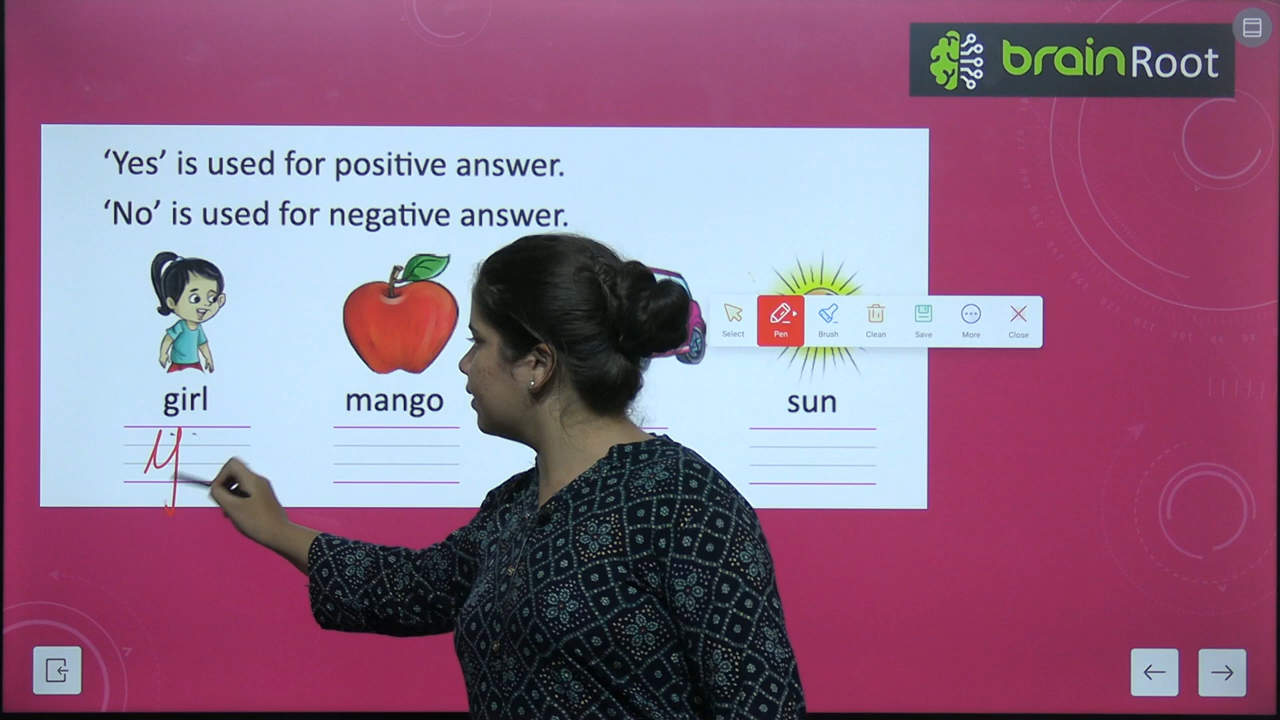 brainRoot
‘Yes’ is used for positive answer.
‘No’ is used for negative answer.
Select Pen Brush Clean Save More Close
girl mango sun
y